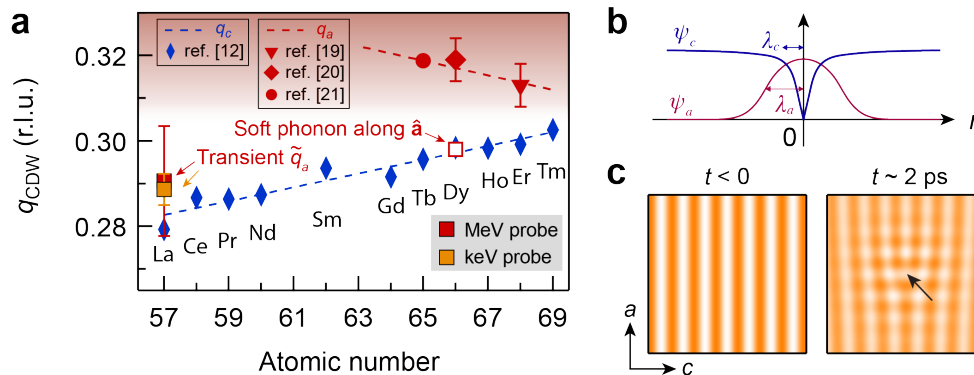 a
q_CDW (r.l.u.)
0.32
0.30
0.28
q_c
ref. [12]
q_a
ref. [19]
ref. [20]
ref. [21]
Soft phonon along â
Transient q̃_a
La
Ce
Pr
Nd
Sm
Gd
Tb
Dy
Ho
Er
Tm
MeV probe
keV probe
57
59
61
63
65
67
69
Atomic number
b
ψ_c
λ_c
ψ_a
λ_a
0
r
c
t < 0
t ~ 2 ps
a
c